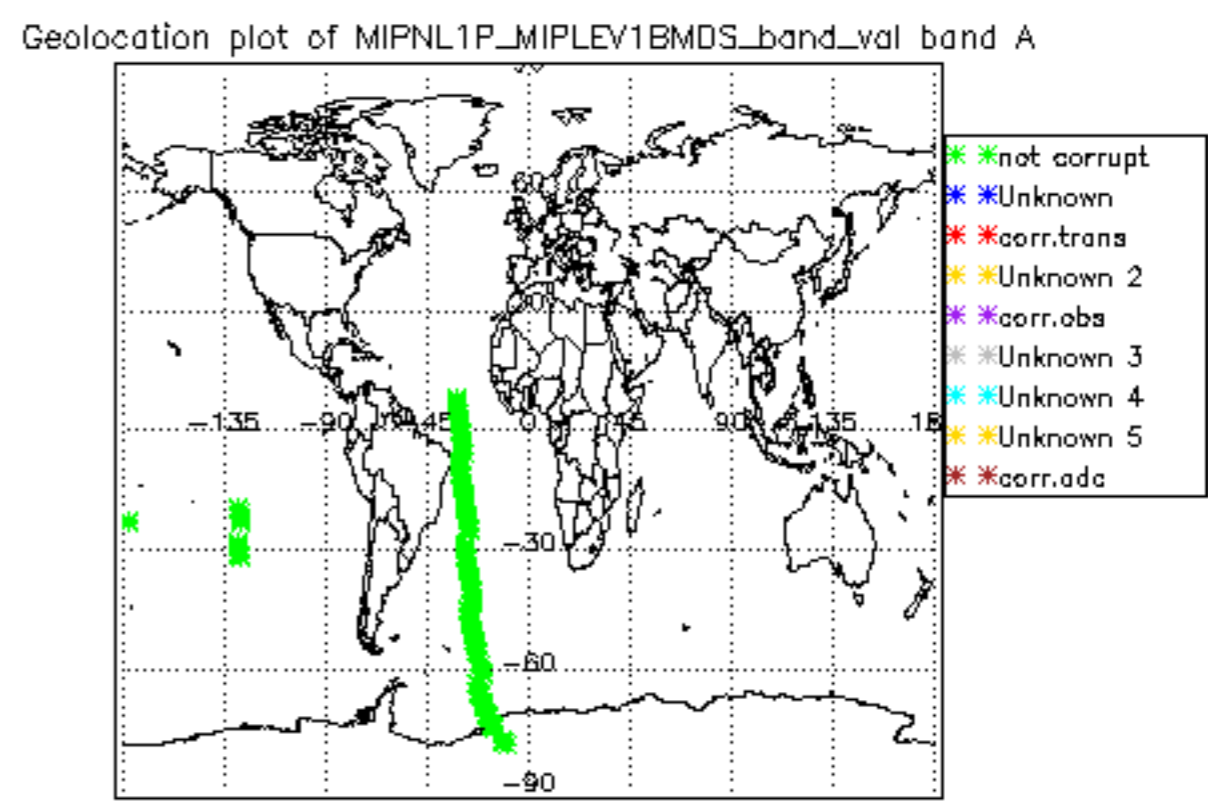 Geolocation plot of MIPNL1P_MIPLEV1BMDS_band_val band A
not corrupt
Unknown
corr.trans
Unknown 2
corr.obs
Unknown 3
Unknown 4
Unknown 5
corr.adc
60
-135 -90 -45 0 45 90 135
-30
-60
-90